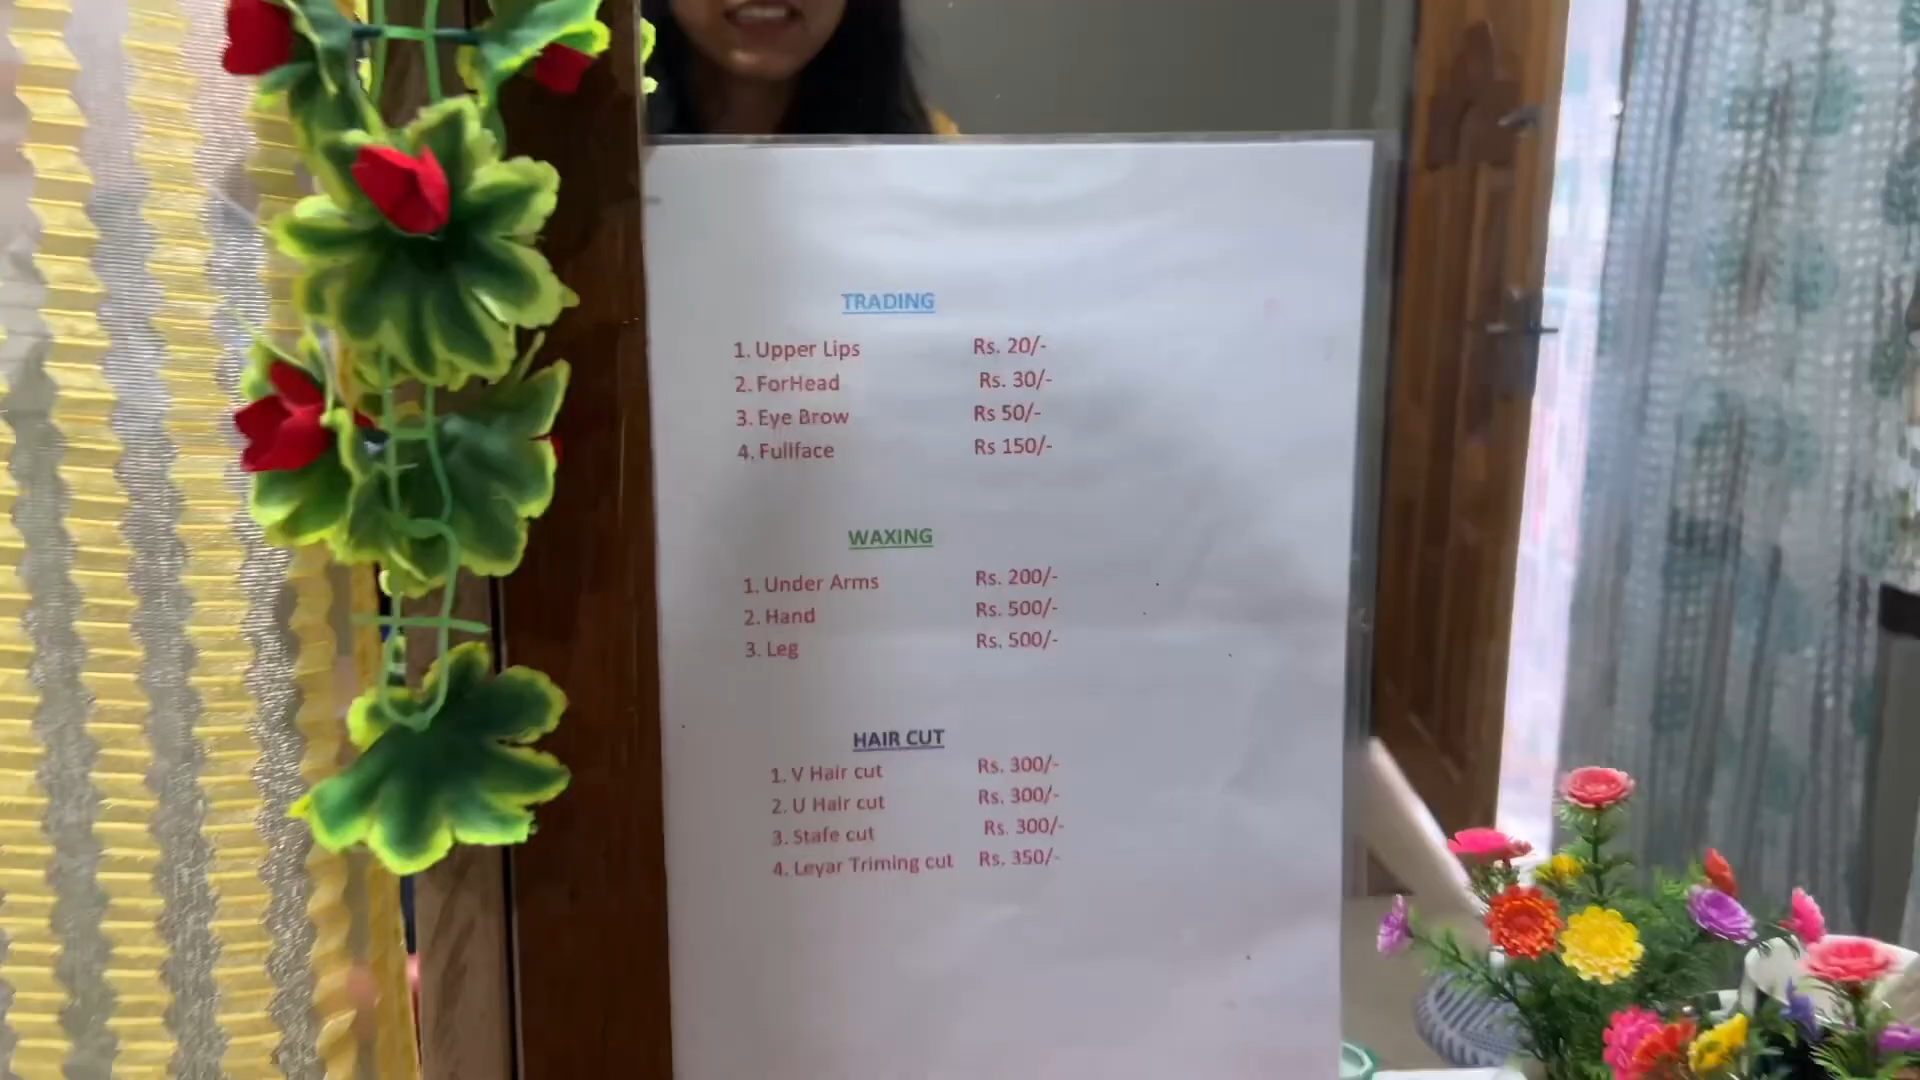 TRADING
1. Upper Lips Rs. 20/-
2. ForHead Rs. 30/-
3. Eye Brow Rs 50/-
4. Fullface Rs 150/-
WAXING
1. Under Arms Rs. 200/-
2. Hand Rs. 500/-
3. Leg Rs. 500/-
HAIR CUT
1. V Hair cut Rs. 300/-
2. U Hair cut Rs. 300/-
3. Stafe cut Rs. 300/-
4. Leyar Triming cut Rs. 350/-